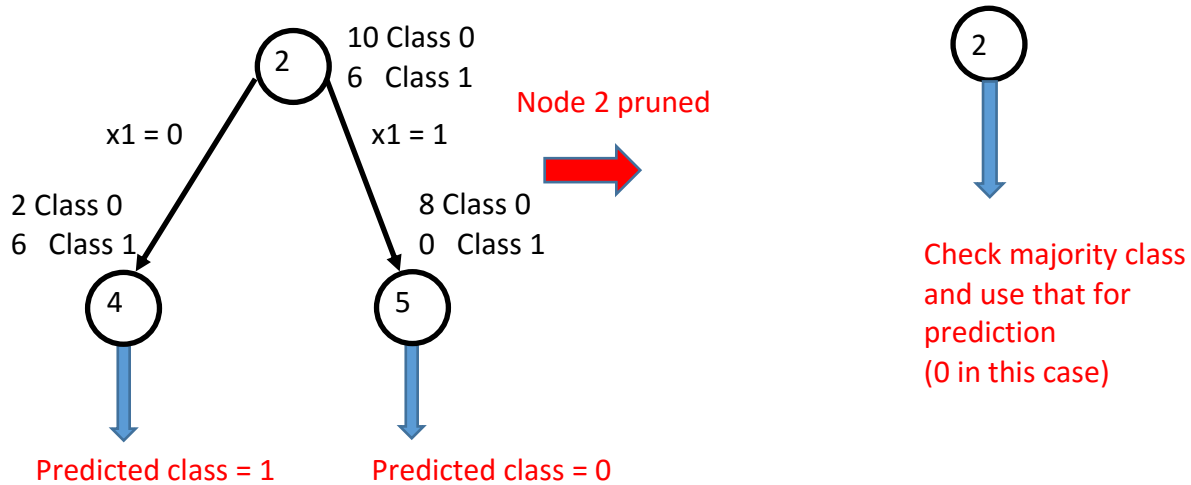 2
10 Class 0
6 Class 1
x1 = 0
x1 = 1
2 Class 0
6 Class 1
8 Class 0
0 Class 1
4
5
Predicted class = 1
Predicted class = 0
Node 2 pruned
2
Check majority class
and use that for
prediction
(0 in this case)